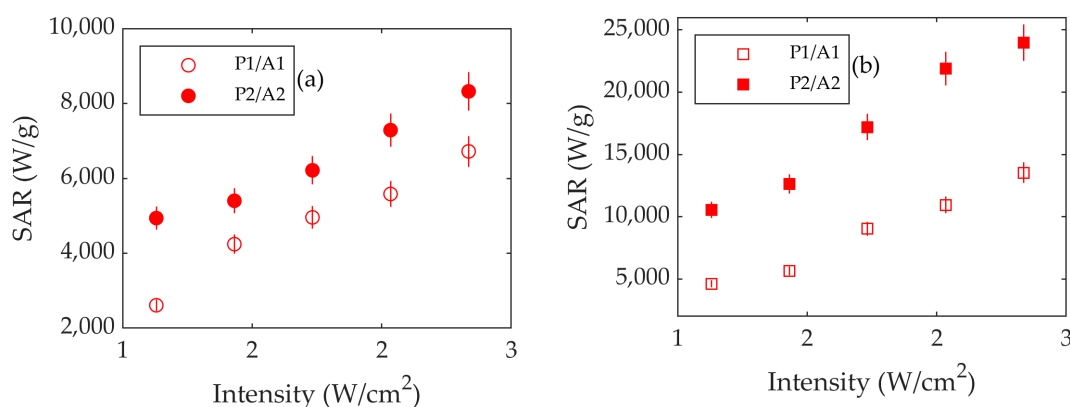 10,000
8,000
6,000
4,000
2,000
SAR (W/g)
P1/A1
P2/A2
(a)
1 2 2 3
Intensity (W/cm²)
25,000
20,000
15,000
10,000
5,000
SAR (W/g)
P1/A1
P2/A2
(b)
1 2 2 3
Intensity (W/cm²)